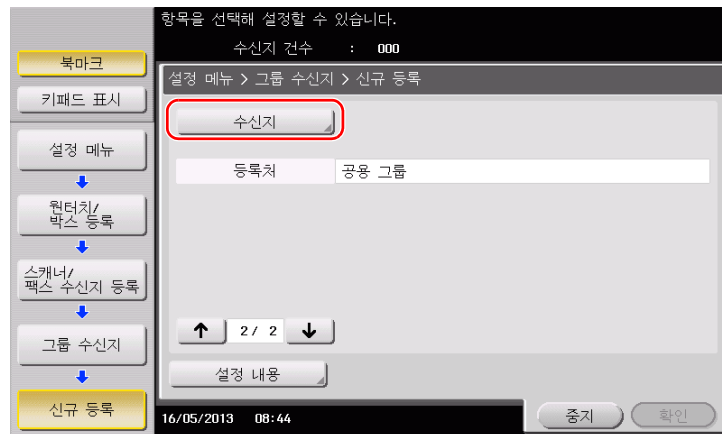 항목을 선택해 설정할 수 있습니다.
수신지 건수 : 000
북마크
키패드 표시
설정 메뉴
원터치/
박스 등록
스캐너/
팩스 수신지 등록
그룹 수신지
신규 등록
설정 메뉴 > 그룹 수신지 > 신규 등록
수신지
등록처 공용 그룹
↑ 2/ 2 ↓
설정 내용
16/05/2013 08:44
중지 확인